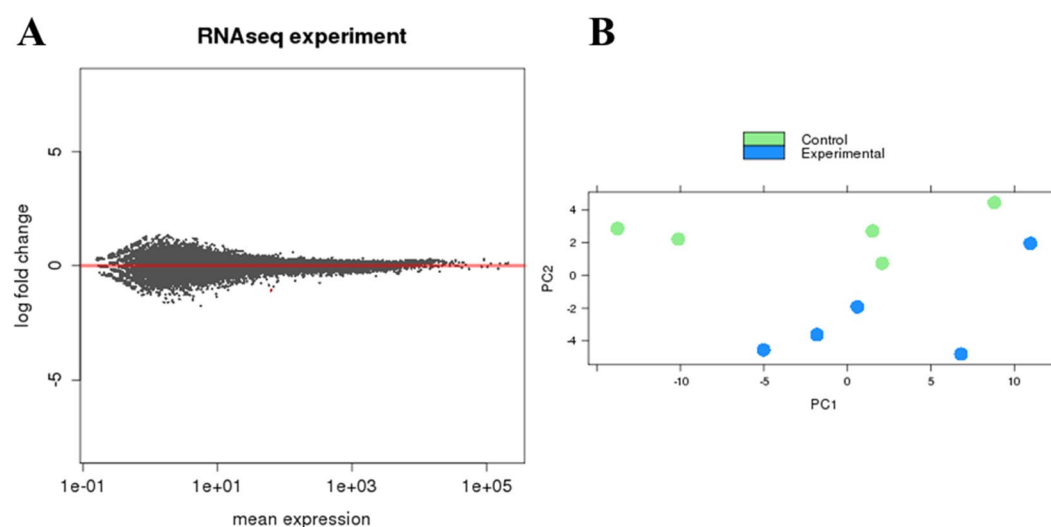 A
RNAseq experiment
log fold change
5
0
-5
1e-01
1e+01
1e+03
1e+05
mean expression
B
Control
Experimental
PC2
4
2
0
-2
-4
-10
-5
0
5
10
PC1